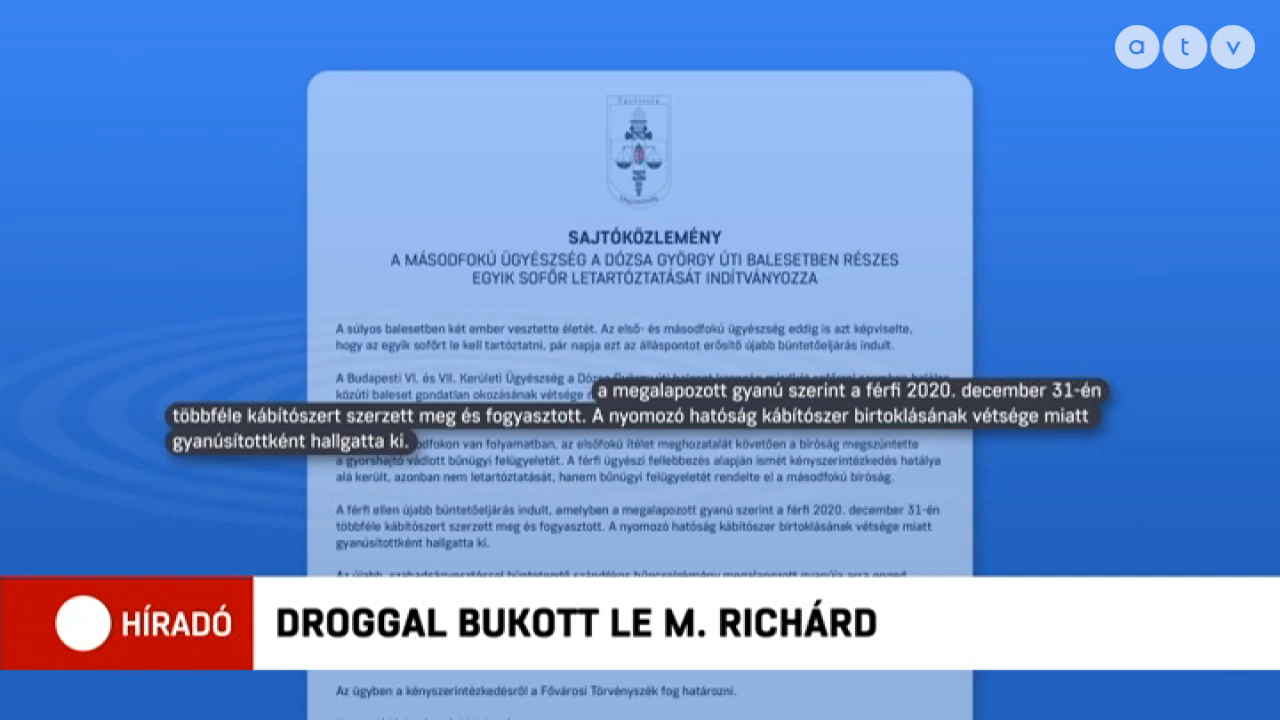 a t v
Ügyészség
SAJTÓKÖZLEMÉNY
A MÁSODFOKÚ ÜGYÉSZSÉG A DÓZSA GYÖRGY ÚTI BALESETBEN RÉSZES
EGYIK SOFŐR LETARTÓZTATÁSÁT INDÍTVÁNYOZZA
A súlyos balesetben két ember vesztette életét. Az első- és másodfokú ügyészség eddig is azt képviselte,
hogy az egyik sofőrt le kell tartóztatni, pár napja ezt az álláspontot erősítő újabb büntetőeljárás indult.
A Budapesti VI. és VII. Kerületi Ügyészség a Dózsa György úti baleset
közúti baleset gondatlan okozásának vétsége
a megalapozott gyanú szerint a férfi 2020. december 31-én
többféle kábítószert szerzett meg és fogyasztott. A nyomozó hatóság kábítószer birtoklásának vétsége miatt
gyanúsítottként hallgatta ki.
van folyamatban, az elsőfokú ítélet meghozatalát követően a bíróság megszüntette
a gyorshajtó vádlott bűnügyi felügyeletét. A férfi ügyészi fellebbezés alapján ismét kényszerintézkedés hatálya
alá került, azonban nem letartóztatását, hanem bűnügyi felügyeletét rendelte el a másodfokú bíróság.
A férfi ellen újabb büntetőeljárás indult, amelyben a megalapozott gyanú szerint a férfi 2020. december 31-én
többféle kábítószert szerzett meg és fogyasztott. A nyomozó hatóság kábítószer birtoklásának vétsége miatt
gyanúsítottként hallgatta ki.
HÍRADÓ
DROGGAL BUKOTT LE M. RICHÁRD
Az ügyben a kényszerintézkedésről a Fővárosi Törvényszék fog határozni.